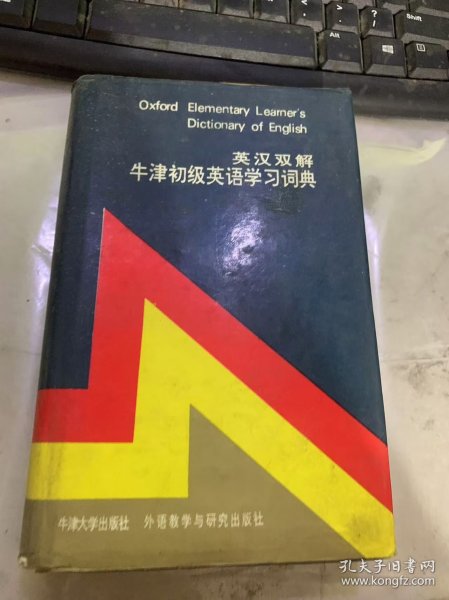 Alt
?
Shift
Oxford Elementary Learner's
Dictionary of English
英汉双解
牛津初级英语学习词典
牛津大学出版社 外语教学与研究出版社
孔夫子旧书网
www.kongfz.com